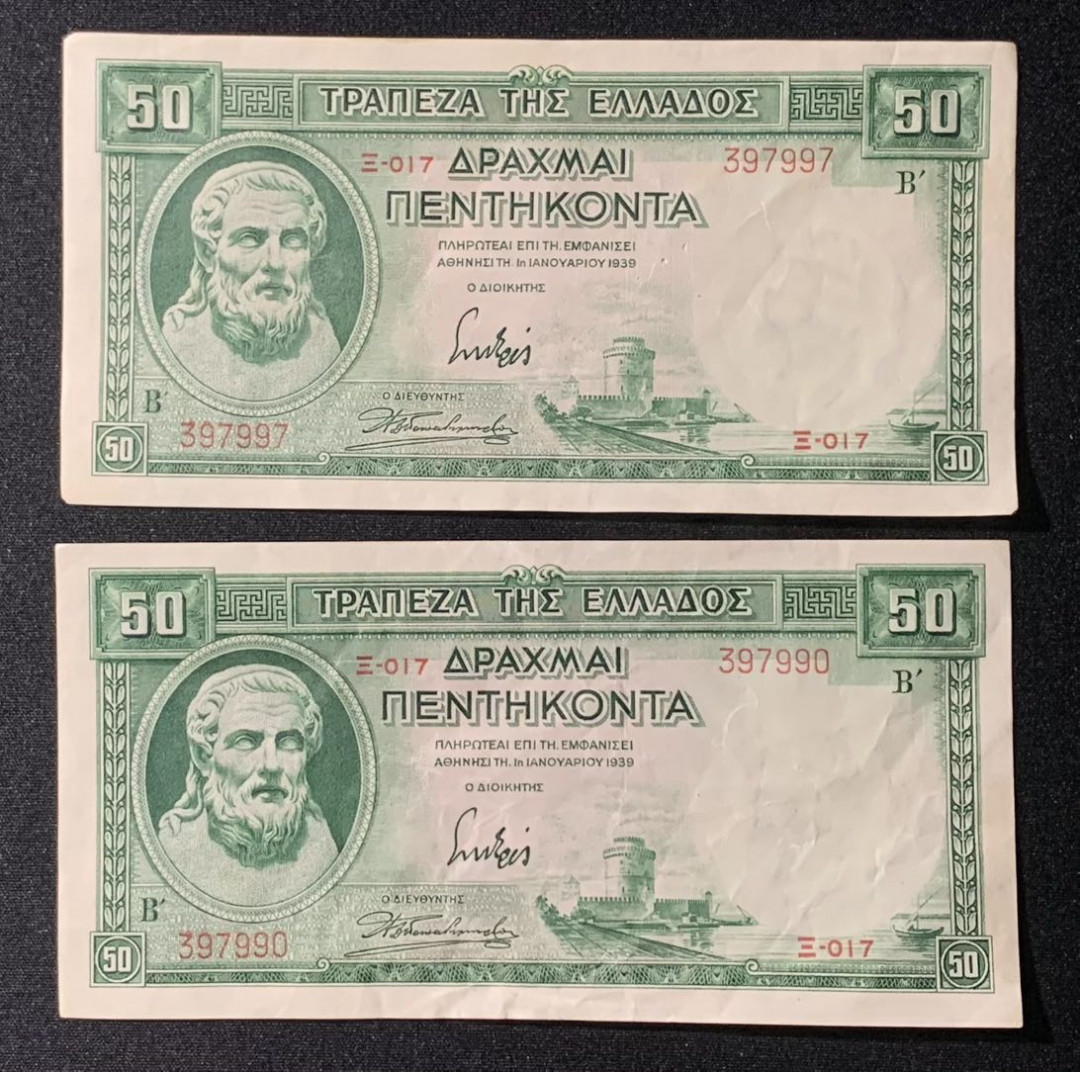 50 ΤΡΑΠΕΖΑ ΤΗΣ ΕΛΛΑΔΟΣ 50
Ξ-017 ΔΡΑΧΜΑΙ 397997
ΠΕΝΤΗΚΟΝΤΑ Β′
ΠΛΗΡΩΤΕΑΙ ΕΠΙ ΤΗ. ΕΜΦΑΝΙΣΕΙ
ΑΘΗΝΗΣΙ ΤΗ. 1η ΙΑΝΟΥΑΡΙΟΥ 1939
Ο ΔΙΟΙΚΗΤΗΣ
Ο ΔΙΕΥΘΥΝΤΗΣ
Β′
397997 Ξ-017
50 50
50 ΤΡΑΠΕΖΑ ΤΗΣ ΕΛΛΑΔΟΣ 50
Ξ-017 ΔΡΑΧΜΑΙ 397990
ΠΕΝΤΗΚΟΝΤΑ Β′
ΠΛΗΡΩΤΕΑΙ ΕΠΙ ΤΗ. ΕΜΦΑΝΙΣΕΙ
ΑΘΗΝΗΣΙ ΤΗ. 1η ΙΑΝΟΥΑΡΙΟΥ 1939
Ο ΔΙΟΙΚΗΤΗΣ
Ο ΔΙΕΥΘΥΝΤΗΣ
Β′
397990 Ξ-017
50 50